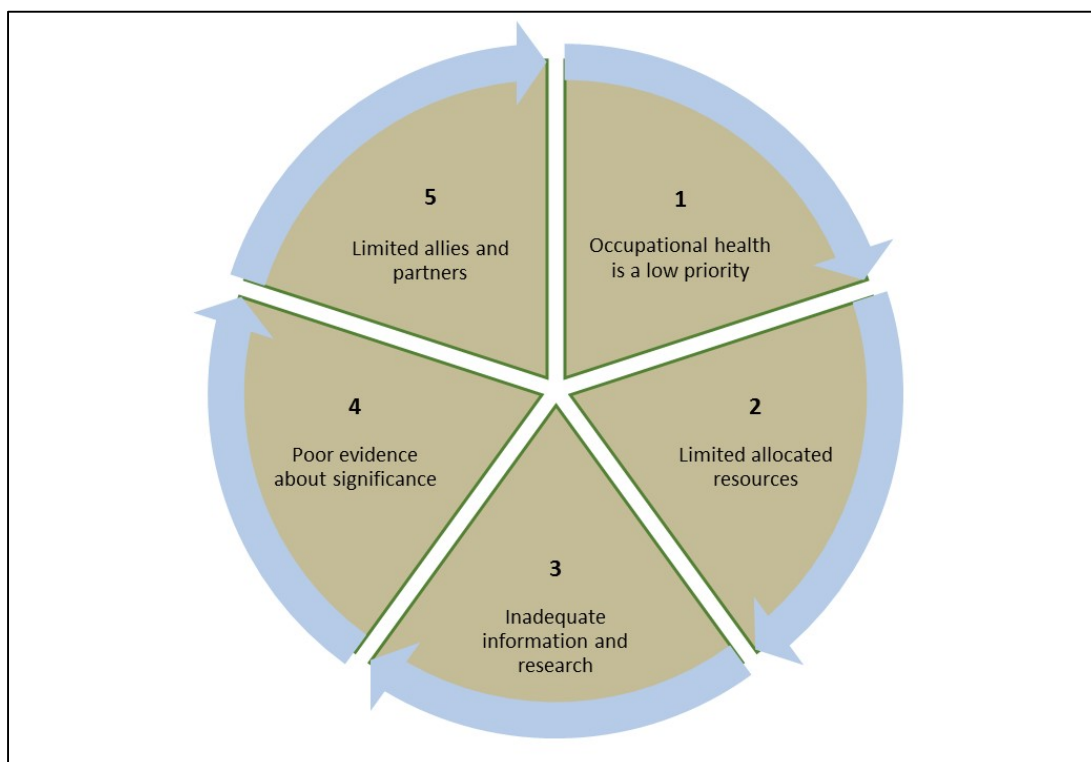 1
Occupational health
is a low priority
2
Limited allocated
resources
3
Inadequate
information and
research
4
Poor evidence
about significance
5
Limited allies and
partners